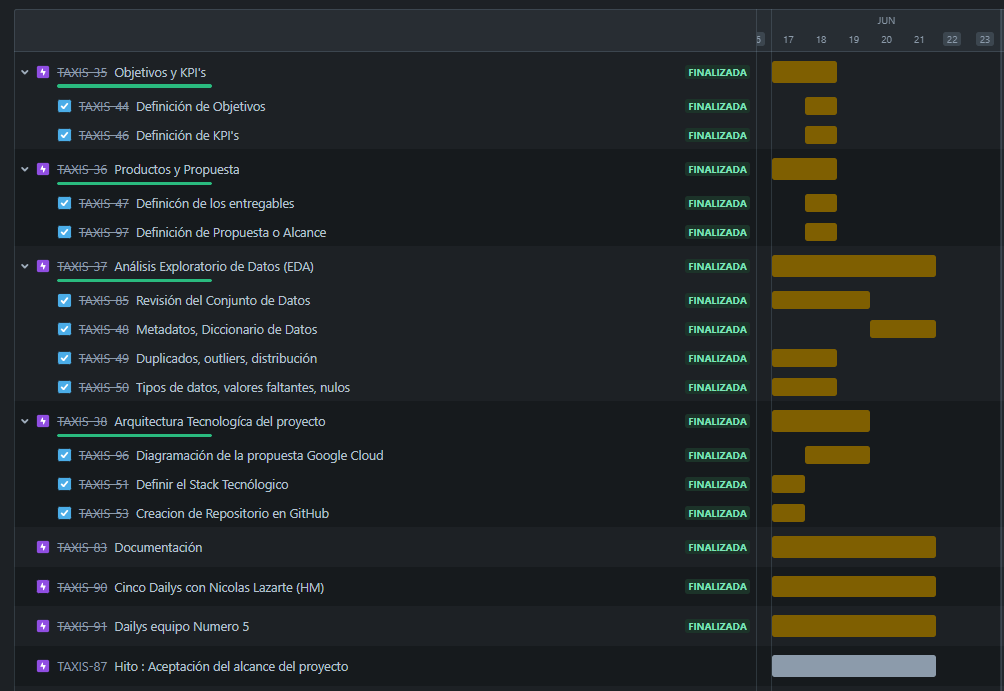 JUN
17 18 19 20 21 22 23
TAXIS-35 Objetivos y KPI's FINALIZADA
TAXIS-44 Definición de Objetivos FINALIZADA
TAXIS-46 Definición de KPI's FINALIZADA
TAXIS-36 Productos y Propuesta FINALIZADA
TAXIS-47 Definicón de los entregables FINALIZADA
TAXIS-97 Definición de Propuesta o Alcance FINALIZADA
TAXIS-37 Análisis Exploratorio de Datos (EDA) FINALIZADA
TAXIS-85 Revisión del Conjunto de Datos FINALIZADA
TAXIS-48 Metadatos, Diccionario de Datos FINALIZADA
TAXIS-49 Duplicados, outliers, distribución FINALIZADA
TAXIS-50 Tipos de datos, valores faltantes, nulos FINALIZADA
TAXIS-38 Arquitectura Tecnologíca del proyecto FINALIZADA
TAXIS-96 Diagramación de la propuesta Google Cloud FINALIZADA
TAXIS-51 Definir el Stack Tecnólogico FINALIZADA
TAXIS-53 Creacion de Repositorio en GitHub FINALIZADA
TAXIS-83 Documentación FINALIZADA
TAXIS-90 Cinco Dailys con Nicolas Lazarte (HM) FINALIZADA
TAXIS-91 Dailys equipo Numero 5 FINALIZADA
TAXIS-87 Hito : Aceptación del alcance del proyecto